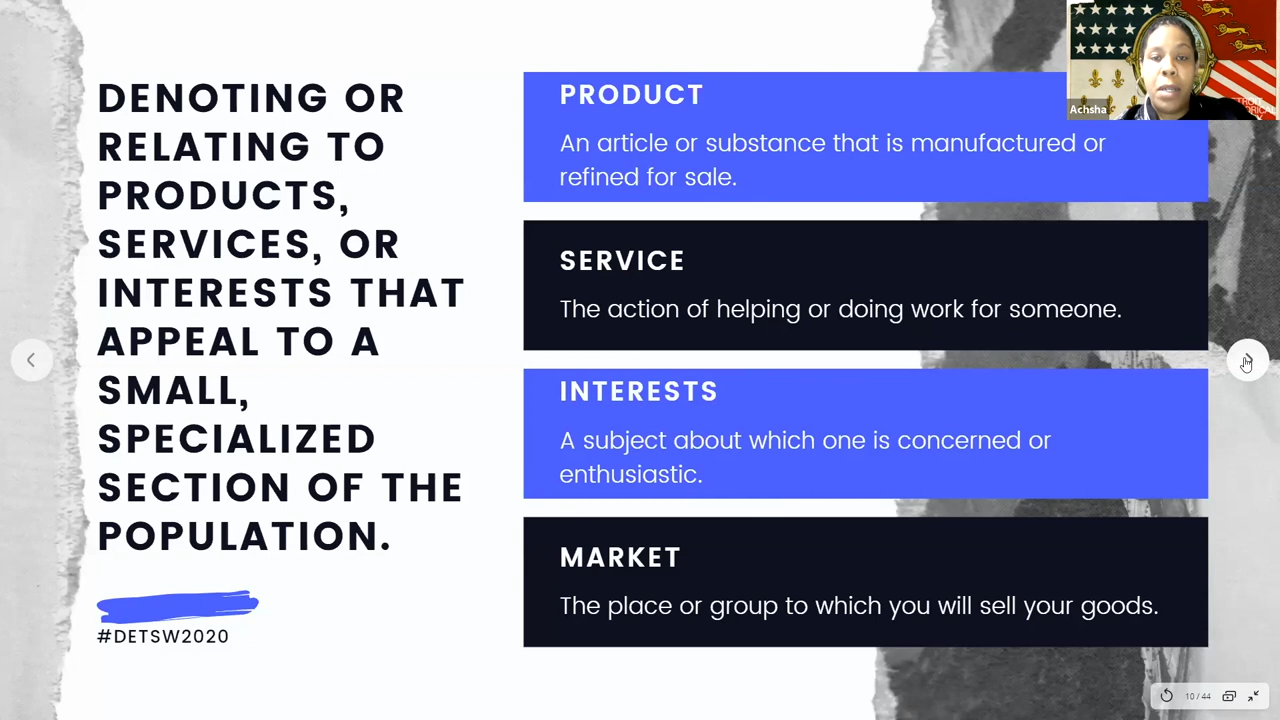 DENOTING OR
RELATING TO
PRODUCTS,
SERVICES, OR
INTERESTS THAT
APPEAL TO A
SMALL,
SPECIALIZED
SECTION OF THE
POPULATION.
#DETSW2020
PRODUCT
An article or substance that is manufactured or
refined for sale.
SERVICE
The action of helping or doing work for someone.
INTERESTS
A subject about which one is concerned or
enthusiastic.
MARKET
The place or group to which you will sell your goods.
Achsha
10 / 44